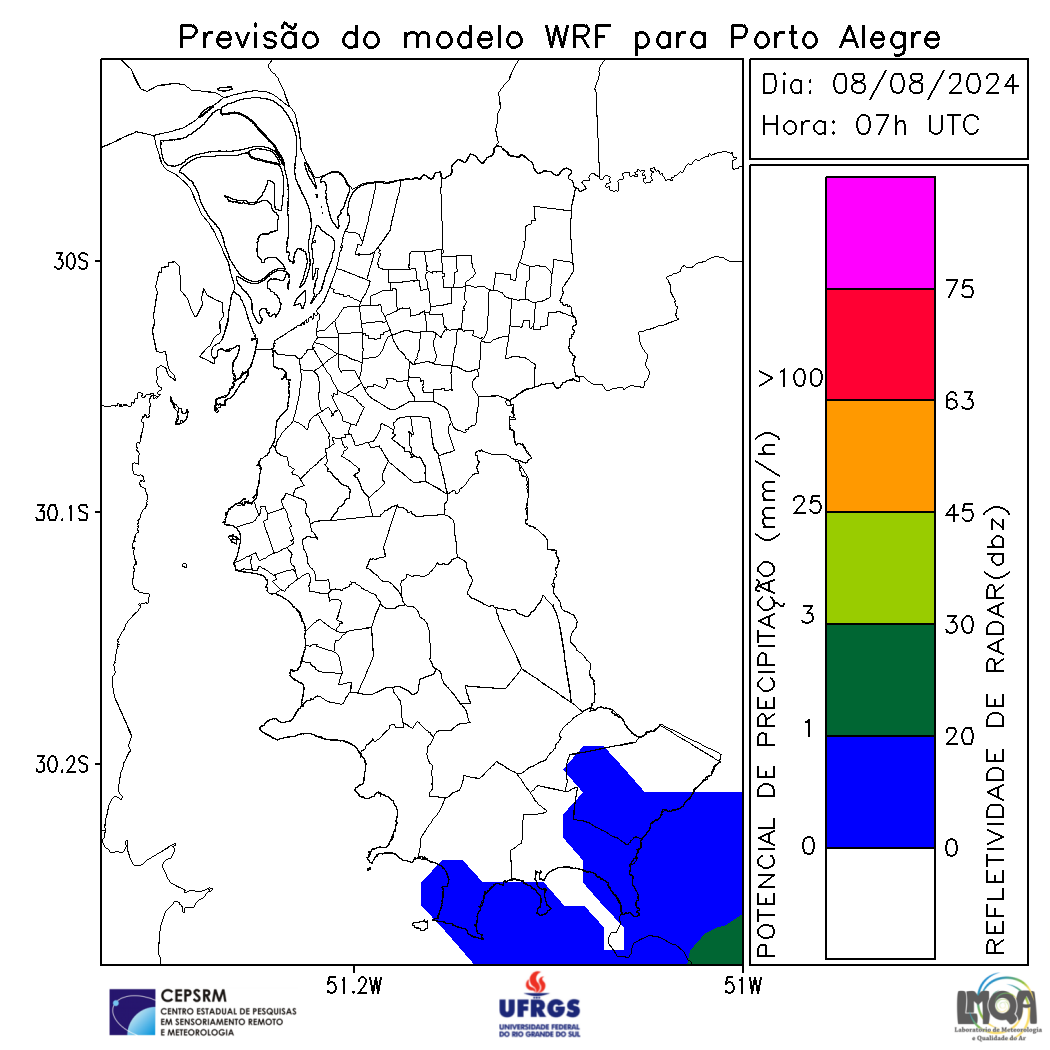 Previsão do modelo WRF para Porto Alegre
Dia: 08/08/2024
Hora: 07h UTC
30S
30.1S
30.2S
51.2W
51W
POTENCIAL DE PRECIPITAÇÃO (mm/h)
>100
25
3
1
0
75
63
45
30
20
0
REFLETIVIDADE DE RADAR(dbz)
CEPSRM
CENTRO ESTADUAL DE PESQUISAS
EM SENSORIAMENTO REMOTO
E METEOROLOGIA
UFRGS
UNIVERSIDADE FEDERAL
DO RIO GRANDE DO SUL
LMQA
Laboratório de Meteorologia
e Qualidade do Ar